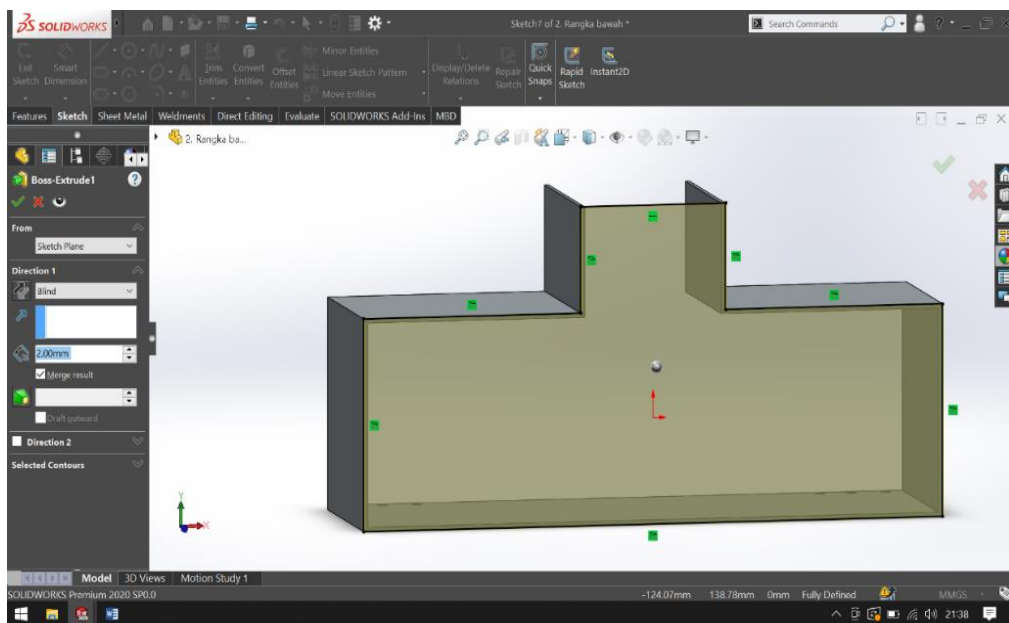 SOLIDWORKS
Sketch7 of 2. Rangka bawah *
Search Commands
Exit Sketch
Smart Dimension
Trim Entities
Convert Entities
Offset Entities
Mirror Entities
Linear Sketch Pattern
Move Entities
Display/Delete Relations
Repair Sketch
Quick Snaps
Rapid Sketch
Instant2D
Features Sketch Sheet Metal Weldments Direct Editing Evaluate SOLIDWORKS Add-Ins MBD
2. Rangka ba...
Boss-Extrude1
From
Sketch Plane
Direction 1
Blind
2.00mm
Merge result
Draft outward
Direction 2
Selected Contours
Y
X
Model 3D Views Motion Study 1
SOLIDWORKS Premium 2020 SP0.0
-124.07mm 138.78mm 0mm Fully Defined MMGS
21:38